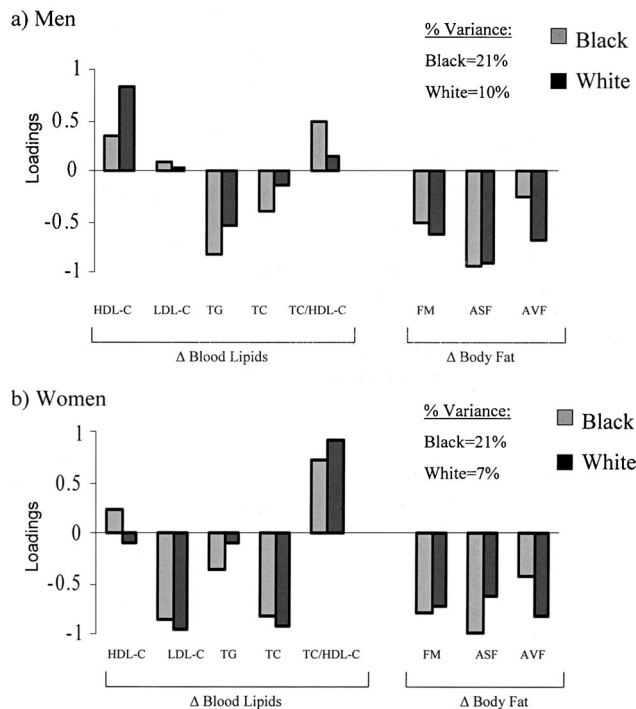 a) Men
% Variance:
Black=21%
White=10%
Black
White
Loadings
1
0.5
0
-0.5
-1
HDL-C LDL-C TG TC TC/HDL-C FM ASF AVF
Δ Blood Lipids Δ Body Fat
b) Women
% Variance:
Black=21%
White=7%
Black
White
Loadings
1
0.5
0
-0.5
-1
HDL-C LDL-C TG TC TC/HDL-C FM ASF AVF
Δ Blood Lipids Δ Body Fat